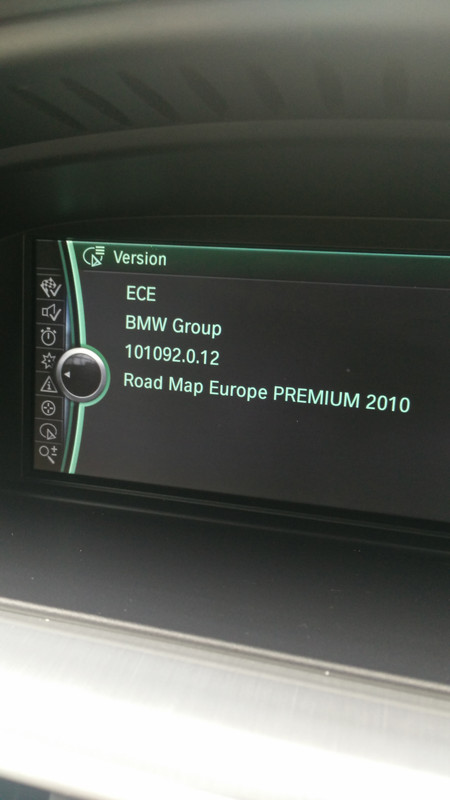 Version
ECE
BMW Group
101092.0.12
Road Map Europe PREMIUM 2010